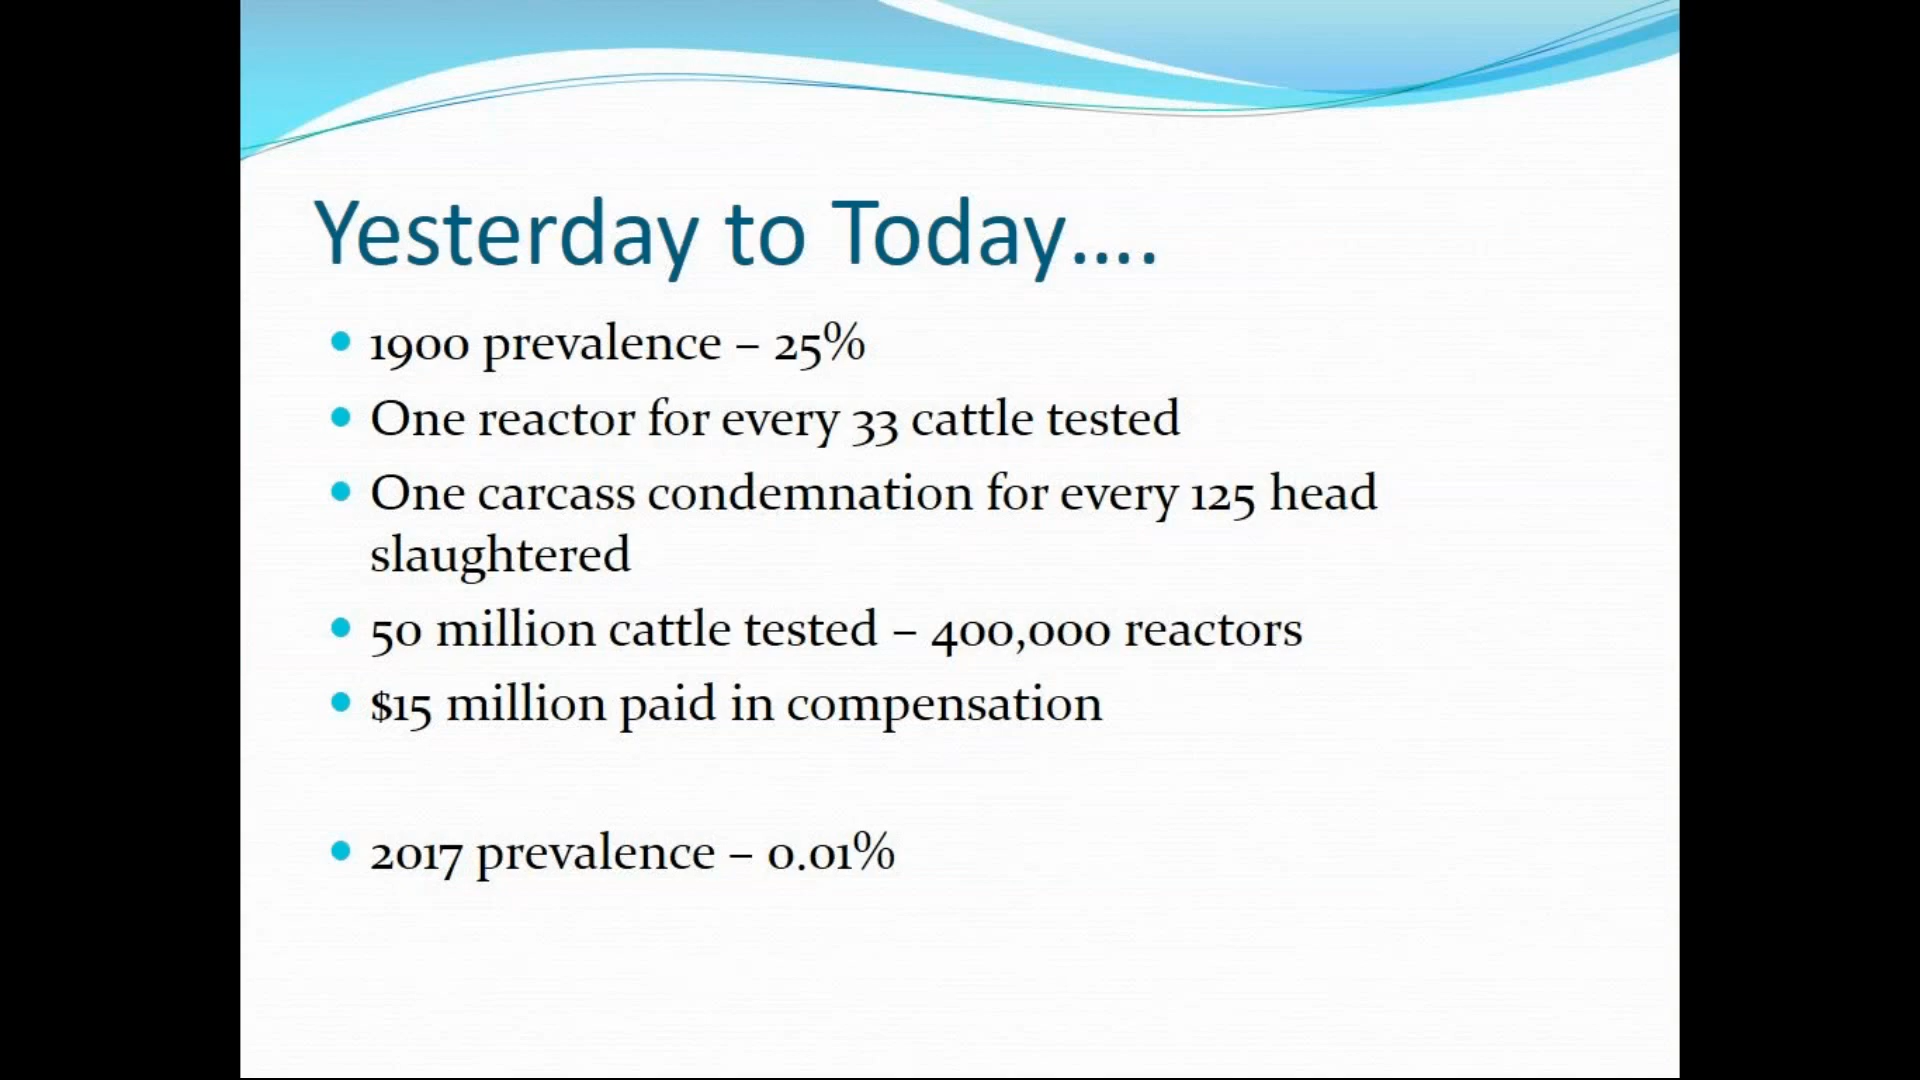 Yesterday to Today....
• 1900 prevalence – 25%
• One reactor for every 33 cattle tested
• One carcass condemnation for every 125 head
slaughtered
• 50 million cattle tested – 400,000 reactors
• $15 million paid in compensation
• 2017 prevalence – 0.01%